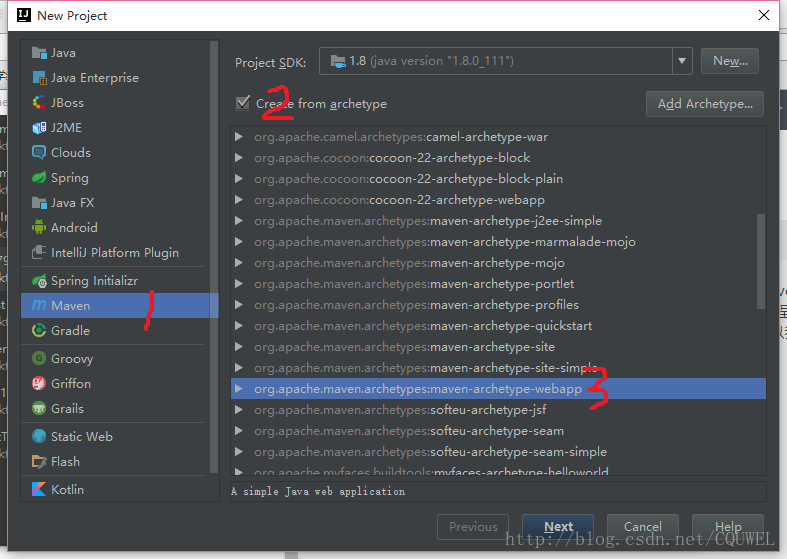 New Project
Java
Java Enterprise
JBoss
J2ME
Clouds
Spring
Java FX
Android
IntelliJ Platform Plugin
Spring Initializr
Maven
Gradle
Groovy
Griffon
Grails
Static Web
Flash
Kotlin
1
Project SDK: 1.8 (java version "1.8.0_111") New...
2
Create from archetype Add Archetype...
org.apache.camel.archetypes:camel-archetype-war
org.apache.cocoon:cocoon-22-archetype-block
org.apache.cocoon:cocoon-22-archetype-block-plain
org.apache.cocoon:cocoon-22-archetype-webapp
org.apache.maven.archetypes:maven-archetype-j2ee-simple
org.apache.maven.archetypes:maven-archetype-marmalade-mojo
org.apache.maven.archetypes:maven-archetype-mojo
org.apache.maven.archetypes:maven-archetype-portlet
org.apache.maven.archetypes:maven-archetype-profiles
org.apache.maven.archetypes:maven-archetype-quickstart
org.apache.maven.archetypes:maven-archetype-site
org.apache.maven.archetypes:maven-archetype-site-simple
org.apache.maven.archetypes:maven-archetype-webapp
3
org.apache.maven.archetypes:softeu-archetype-jsf
org.apache.maven.archetypes:softeu-archetype-seam
org.apache.maven.archetypes:softeu-archetype-seam-simple
org.apache.myfaces.buildtools:myfaces-archetype-helloworld
A simple Java web application
Previous Next Cancel Help
http://blog.csdn.net/CQUWEL